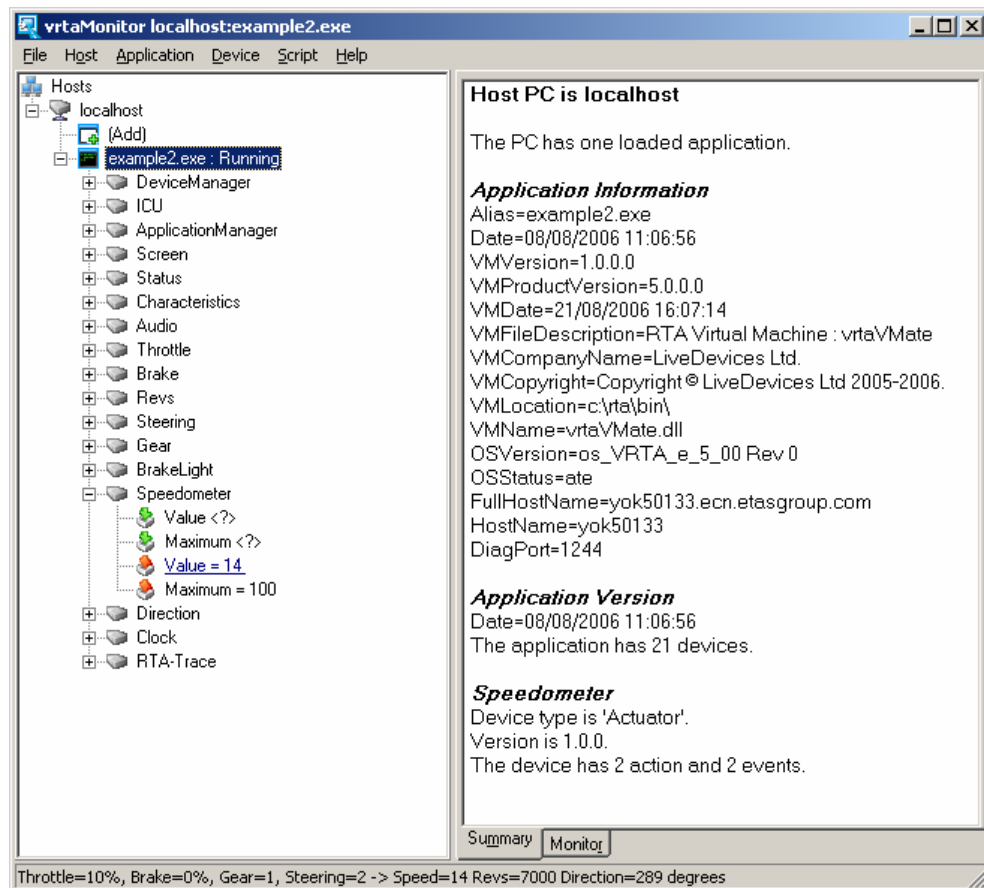 vrtaMonitor localhost:example2.exe
File Host Application Device Script Help
Hosts
localhost
(Add)
example2.exe : Running
DeviceManager
ICU
ApplicationManager
Screen
Status
Characteristics
Audio
Throttle
Brake
Revs
Steering
Gear
BrakeLight
Speedometer
Value <?>
Maximum <?>
Value = 14
Maximum = 100
Direction
Clock
RTA-Trace
Host PC is localhost
The PC has one loaded application.
Application Information
Alias=example2.exe
Date=08/08/2006 11:06:56
VMVersion=1.0.0.0
VMProductVersion=5.0.0.0
VMDate=21/08/2006 16:07:14
VMFileDescription=RTA Virtual Machine : vrtaVMate
VMCompanyName=LiveDevices Ltd.
VMCopyright=Copyright © LiveDevices Ltd 2005-2006.
VMLocation=c:\rta\bin\
VMName=vrtaVMate.dll
OSVersion=os_VRTA_e_5_00 Rev 0
OSStatus=ate
FullHostName=yok50133.ecn.etasgroup.com
HostName=yok50133
DiagPort=1244
Application Version
Date=08/08/2006 11:06:56
The application has 21 devices.
Speedometer
Device type is 'Actuator'.
Version is 1.0.0.
The device has 2 action and 2 events.
Summary Monitor
Throttle=10%, Brake=0%, Gear=1, Steering=2 -> Speed=14 Revs=7000 Direction=289 degrees